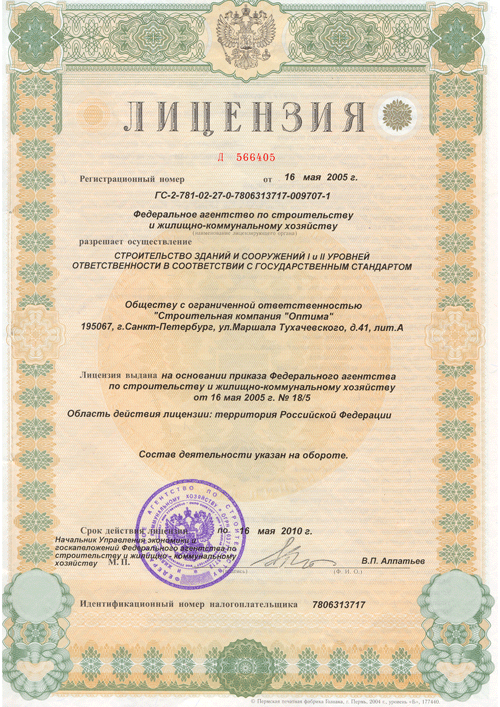 ЛИЦЕНЗИЯ
Д 566405
Регистрационный номер от 16 мая 2005 г.
ГС-2-781-02-27-0-7806313717-009707-1
Федеральное агентство по строительству
и жилищно-коммунальному хозяйству
(наименование лицензирующего органа)
разрешает осуществление
СТРОИТЕЛЬСТВО ЗДАНИЙ И СООРУЖЕНИЙ I и II УРОВНЕЙ
ОТВЕТСТВЕННОСТИ В СООТВЕТСТВИИ С ГОСУДАРСТВЕННЫМ СТАНДАРТОМ
Обществу с ограниченной ответственностью
"Строительная компания "Оптима"
195067, г.Санкт-Петербург, ул.Маршала Тухачевского, д.41, лит.А
Лицензия выдана на основании приказа Федерального агентства
по строительству и жилищно-коммунальному хозяйству
от 16 мая 2005 г. № 18/5
Область действия лицензии: территория Российской Федерации
Состав деятельности указан на обороте.
Срок действия лицензии по 16 мая 2010 г.
Начальник Управления экономики и
госкапвложений Федерального агентства по
строительству и жилищно - коммунальному
хозяйству М.П. В.П. Алпатьев
(подпись) (Ф. И. О.)
Идентификационный номер налогоплательщика 7806313717
© Пермская печатная фабрика Гознака, г. Пермь, 2004 г., уровень «Б», 177440.